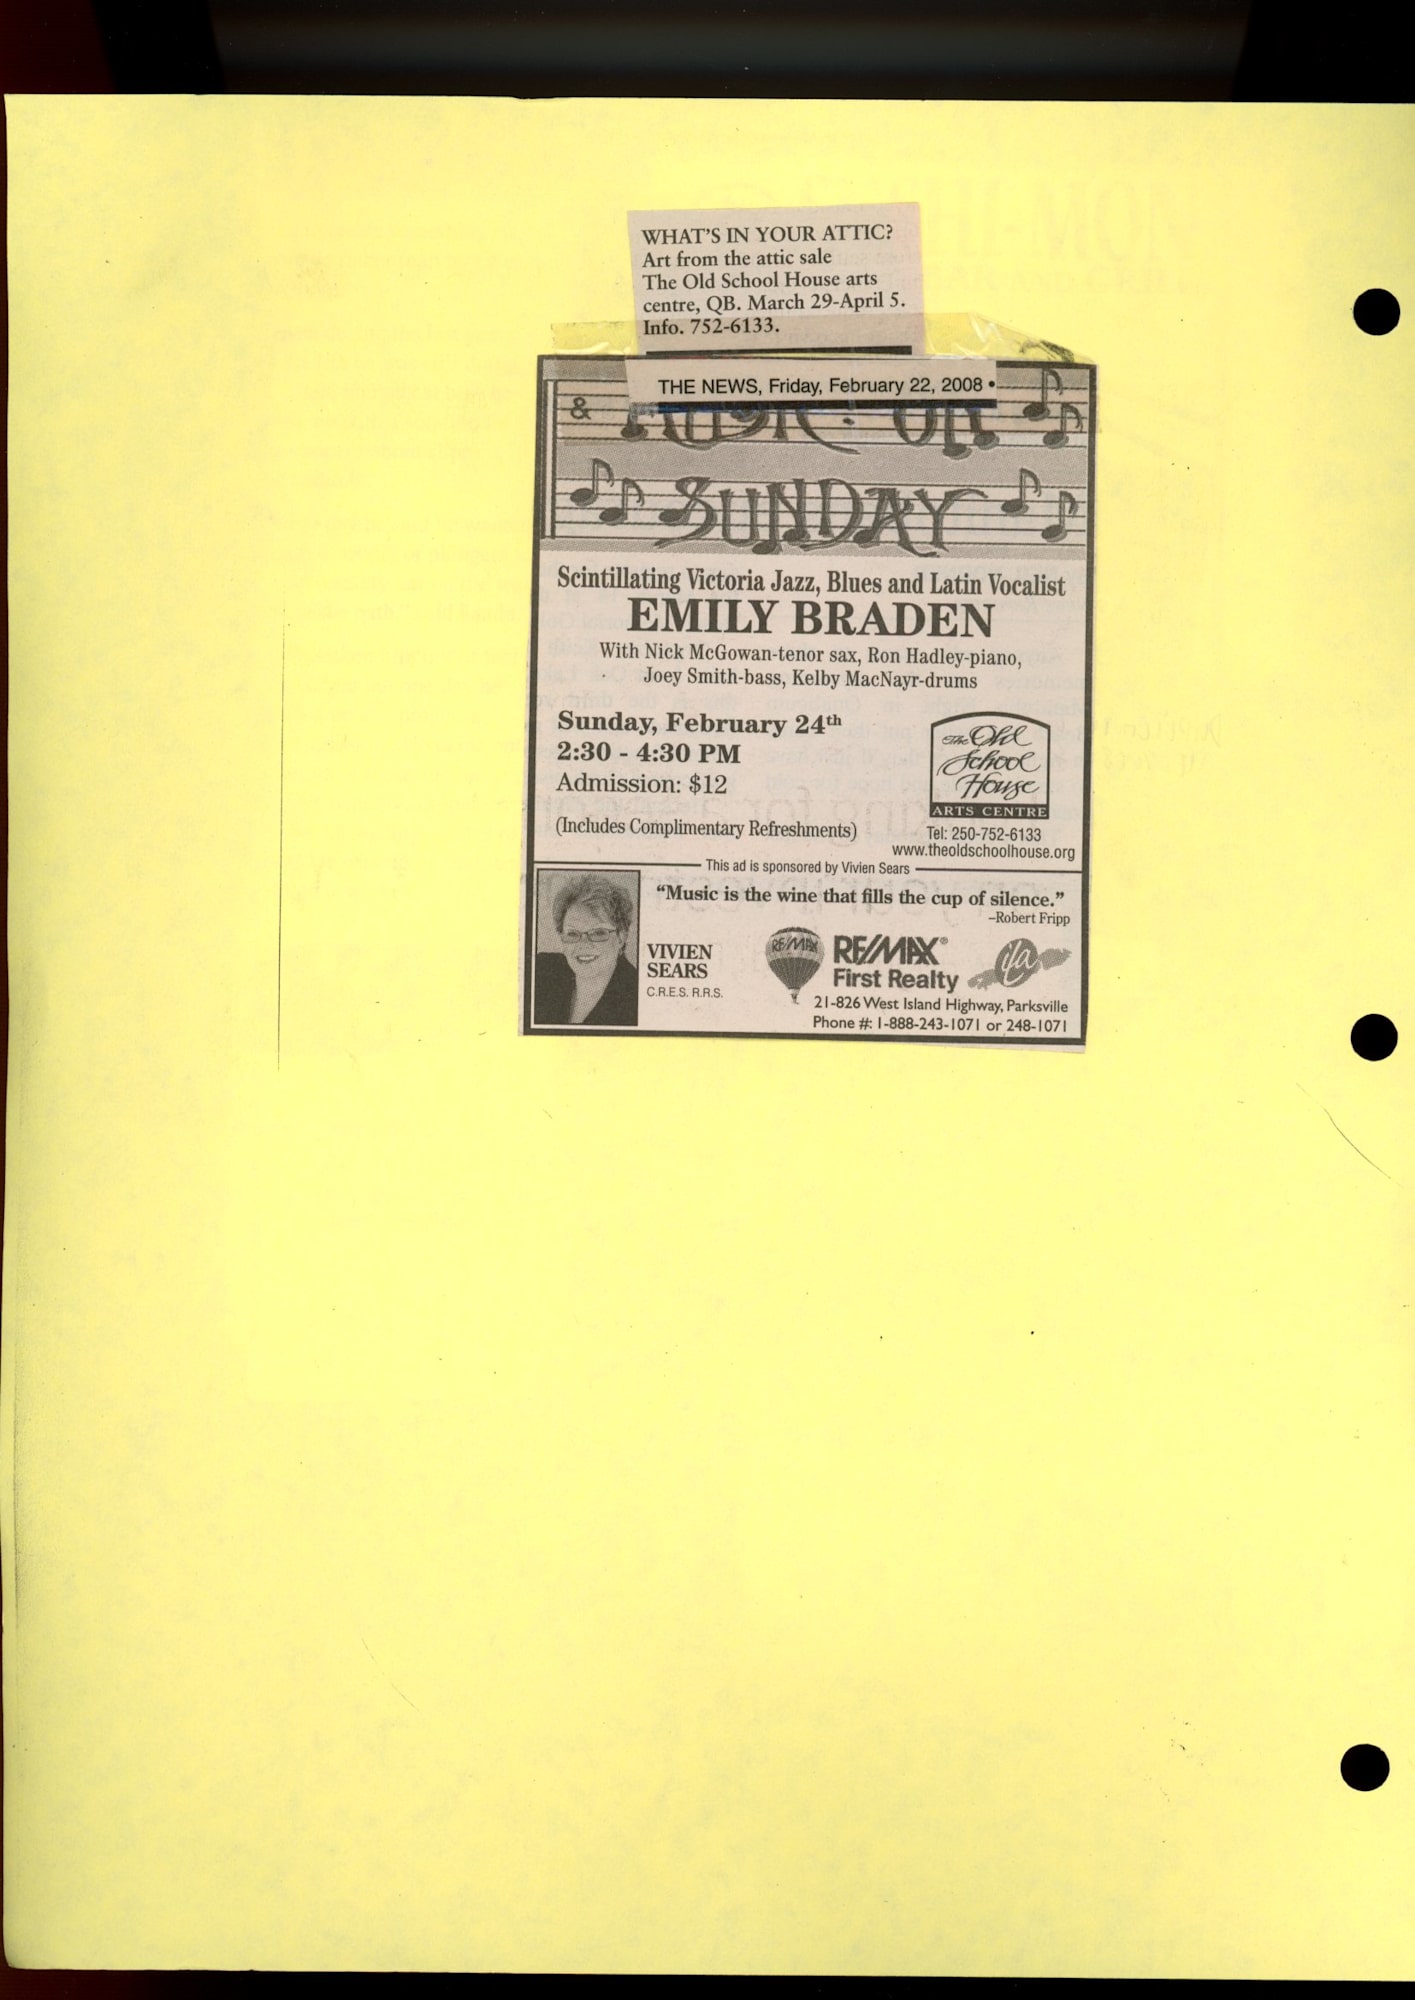 WHAT'S IN YOUR ATTIC?
Art from the attic sale
The Old School House arts
centre, QB. March 29-April 5.
Info. 752-6133.
THE NEWS, Friday, February 22, 2008 •
& MUSIC ON
SUNDAY
Scintillating Victoria Jazz, Blues and Latin Vocalist
EMILY BRADEN
With Nick McGowan-tenor sax, Ron Hadley-piano,
Joey Smith-bass, Kelby MacNayr-drums
Sunday, February 24th
2:30 - 4:30 PM
Admission: $12
(Includes Complimentary Refreshments)
The Old
School
House
ARTS CENTRE
Tel: 250-752-6133
www.theoldschoolhouse.org
This ad is sponsored by Vivien Sears
"Music is the wine that fills the cup of silence."
–Robert Fripp
VIVIEN
SEARS
C.R.E.S. R.R.S.
RE/MAX
RE/MAX®
First Realty
21-826 West Island Highway, Parksville
Phone #: 1-888-243-1071 or 248-1071